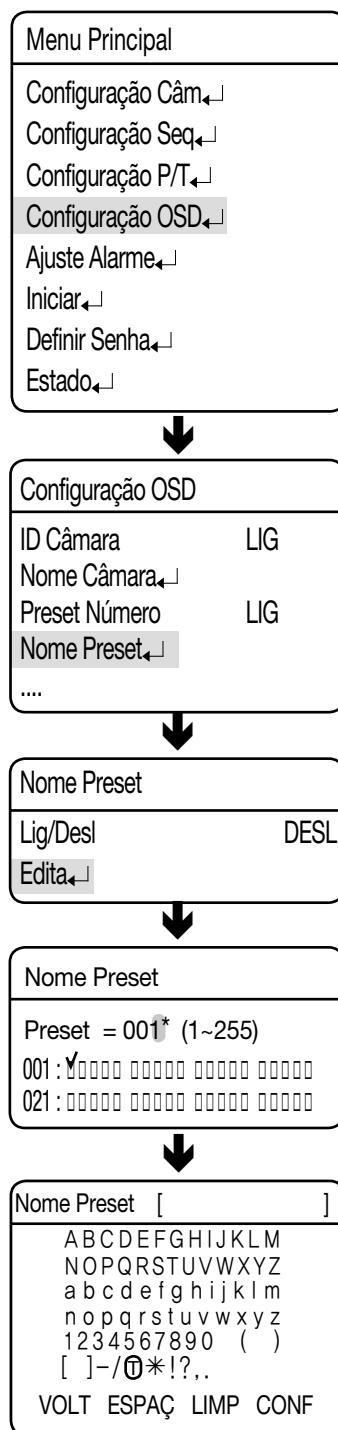 Menu Principal
Configuração Câm↵
Configuração Seq↵
Configuração P/T↵
Configuração OSD↵
Ajuste Alarme↵
Iniciar↵
Definir Senha↵
Estado↵
Configuração OSD
ID Câmara LIG
Nome Câmara↵
Preset Número LIG
Nome Preset↵
....
Nome Preset
Lig/Desl DESL
Edita↵
Nome Preset
Preset = 001* (1~255)
001 : ▯▯▯▯▯ ▯▯▯▯▯ ▯▯▯▯▯ ▯▯▯▯▯
021 : ▯▯▯▯▯ ▯▯▯▯▯ ▯▯▯▯▯ ▯▯▯▯▯
Nome Preset [ ]
A B C D E F G H I J K L M
N O P Q R S T U V W X Y Z
a b c d e f g h i j k l m
n o p q r s t u v w x y z
1 2 3 4 5 6 7 8 9 0 ( )
[ ] − / Ⓣ ✳ ! ? , .
VOLT ESPAÇ LIMP CONF